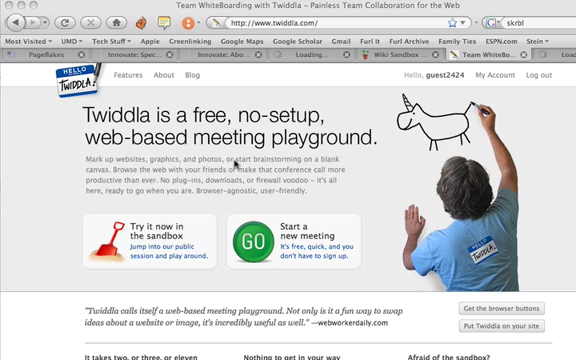 Team WhiteBoarding with Twiddla - Painless Team Collaboration for the Web
http://www.twiddla.com/
skrbl
Most Visited UMD Tech Stuff Apple Greenlinking Google Maps Google Scholar Gmail Furl It Furl Archive Family Entries ESPN.com Stein
Pageflakes Innovate: Spec... Innovate: Abo... Loading... Wiki Sandbox Team WhiteBo... Loa
HELLO
TWIDDLA!
Features About Blog
Hello, guest2424 My Account Log out
Twiddla is a free, no-setup,
web-based meeting playground.
Mark up websites, graphics, and photos, or start brainstorming on a blank
canvas. Browse the web with your friends or make that conference call more
productive than ever. No plug-ins, downloads, or firewall voodoo - it's all
here, ready to go when you are. Browser-agnostic, user-friendly.
Try it now in
the sandbox
Jump into our public
session and play around.
GO
Start a
new meeting
It's free, quick, and you
don't have to sign up.
HELLO
TWIDDLA!
"Twiddla calls itself a web-based meeting playground. Not only is it a fun way to swap
ideas about a website or image, it's incredibly useful as well." —webworkerdaily.com
Get the browser buttons
Put Twiddla on your site
It takes two, or three, or eleven
Nothing to get in your way
Afraid of the sandbox?